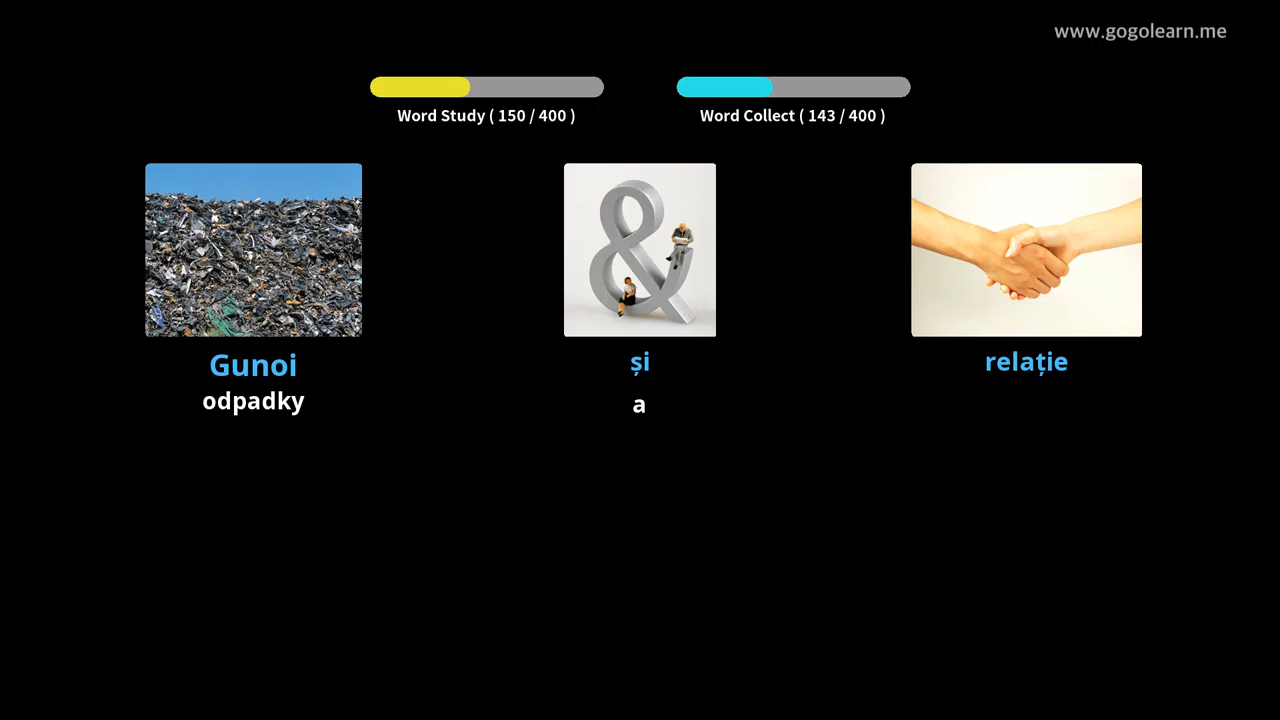 www.gogolearn.me
Word Study ( 150 / 400 )
Word Collect ( 143 / 400 )
Gunoi
odpadky
și
a
relație